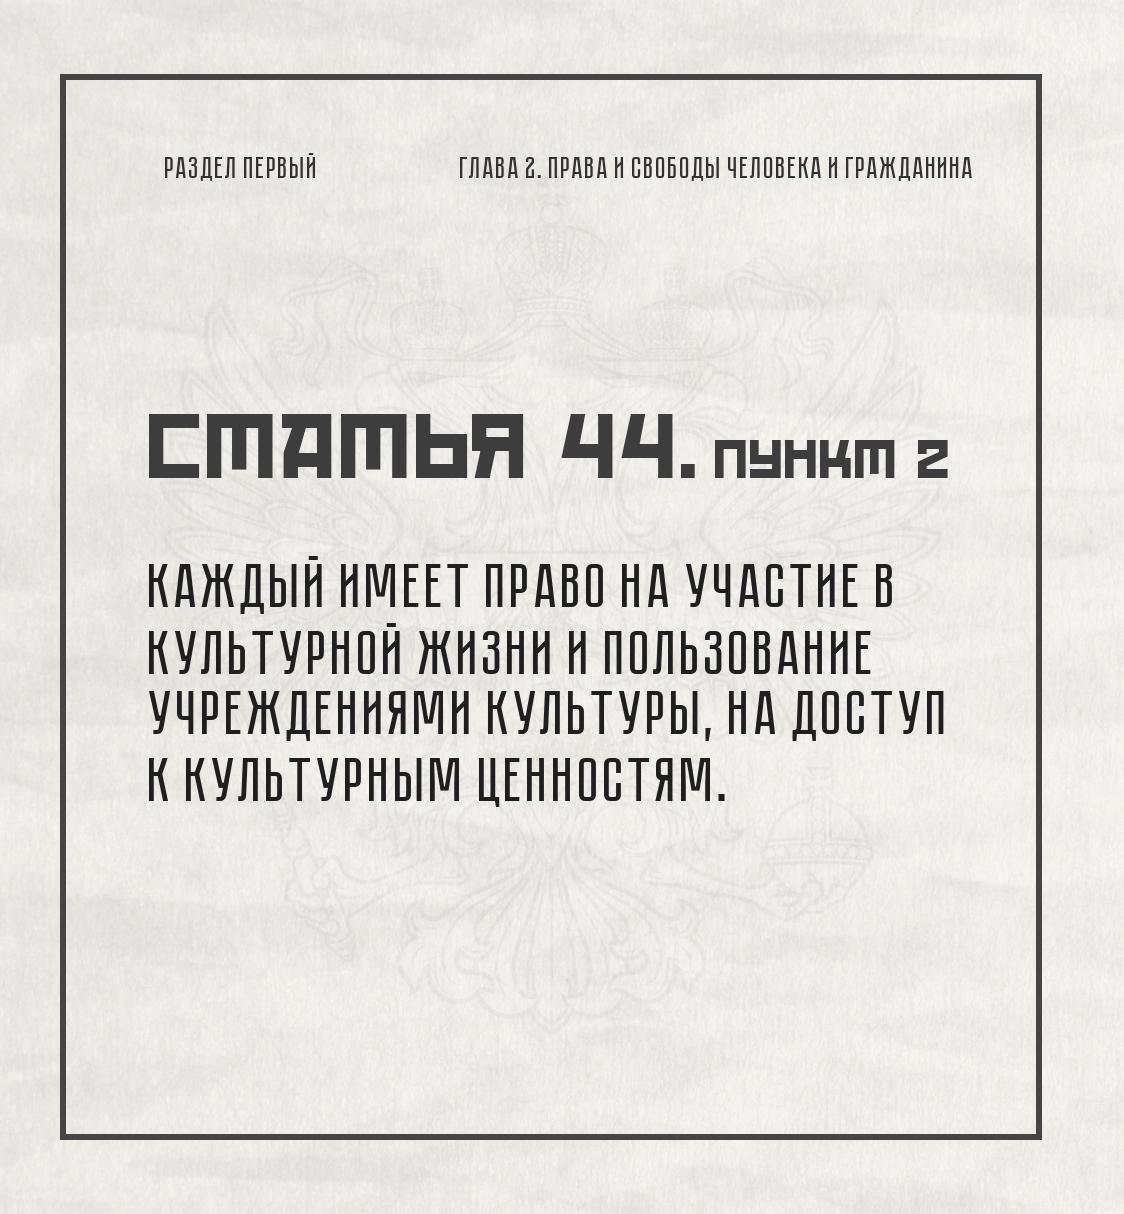 РАЗДЕЛ ПЕРВЫЙ
ГЛАВА 2. ПРАВА И СВОБОДЫ ЧЕЛОВЕКА И ГРАЖДАНИНА
СТАТЬЯ 44. ПУНКТ 2
КАЖДЫЙ ИМЕЕТ ПРАВО НА УЧАСТИЕ В
КУЛЬТУРНОЙ ЖИЗНИ И ПОЛЬЗОВАНИЕ
УЧРЕЖДЕНИЯМИ КУЛЬТУРЫ, НА ДОСТУП
К КУЛЬТУРНЫМ ЦЕННОСТЯМ.